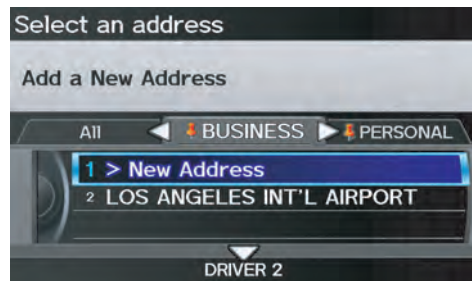 Select an address
Add a New Address
All BUSINESS PERSONAL
1 > New Address
2 LOS ANGELES INT'L AIRPORT
DRIVER 2